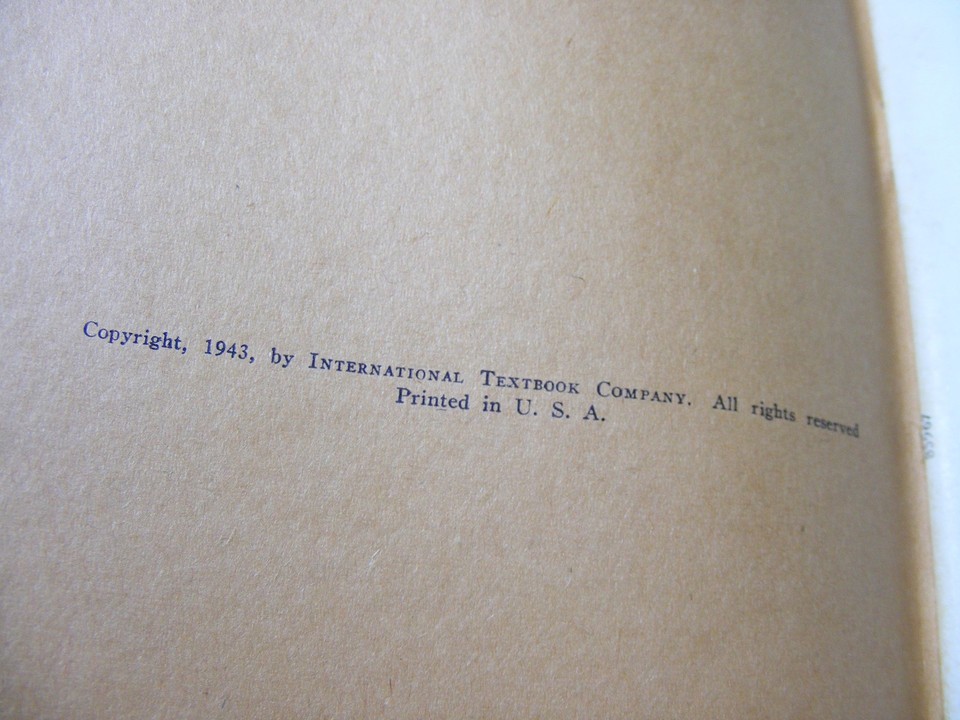 Copyright, 1943, by INTERNATIONAL TEXTBOOK COMPANY. All rights reserved
Printed in U. S. A.